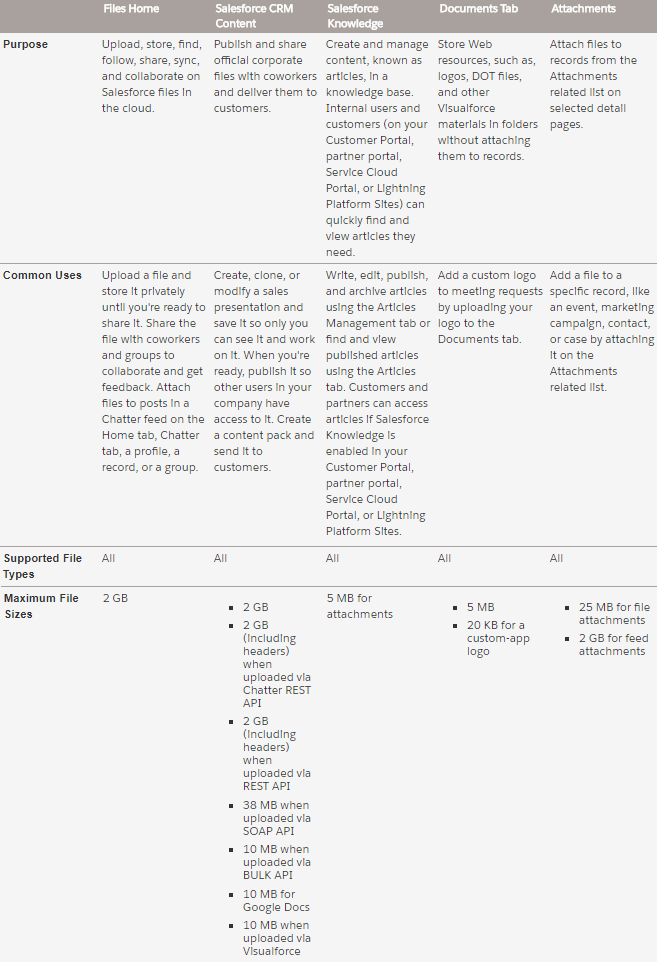 Files Home
Salesforce CRM
Content
Salesforce
Knowledge
Documents Tab
Attachments
Purpose
Upload, store, find,
follow, share, sync,
and collaborate on
Salesforce files in
the cloud.
Publish and share
official corporate
files with coworkers
and deliver them to
customers.
Create and manage
content, known as
articles, in a
knowledge base.
Internal users and
customers (on your
Customer Portal,
partner portal,
Service Cloud
Portal, or Lightning
Platform Sites) can
quickly find and
view articles they
need.
Store Web
resources, such as,
logos, DOT files,
and other
Visualforce
materials in folders
without attaching
them to records.
Attach files to
records from the
Attachments
related list on
selected detail
pages.
Common Uses
Upload a file and
store it privately
until you're ready to
share it. Share the
file with coworkers
and groups to
collaborate and get
feedback. Attach
files to posts in a
Chatter feed on the
Home tab, Chatter
tab, a profile, a
record, or a group.
Create, clone, or
modify a sales
presentation and
save it so only you
can see it and work
on it. When you're
ready, publish it so
other users in your
company have
access to it. Create
a content pack and
send it to
customers.
Write, edit, publish,
and archive articles
using the Articles
Management tab or
find and view
published articles
using the Articles
tab. Customers and
partners can access
articles if Salesforce
Knowledge is
enabled in your
Customer Portal,
partner portal,
Service Cloud
Portal, or Lightning
Platform Sites.
Add a custom logo
to meeting requests
by uploading your
logo to the
Documents tab.
Add a file to a
specific record, like
an event, marketing
campaign, contact,
or case by attaching
it on the
Attachments
related list.
Supported File
Types
All
All
All
All
All
Maximum File
Sizes
2 GB
▪ 2 GB
▪ 2 GB
(including
headers)
when
uploaded via
Chatter REST
API
▪ 2 GB
(including
headers)
when
uploaded via
REST API
▪ 38 MB when
uploaded via
SOAP API
▪ 10 MB when
uploaded via
BULK API
▪ 10 MB for
Google Docs
▪ 10 MB when
uploaded via
Visualforce
5 MB for
attachments
▪ 5 MB
▪ 20 KB for a
custom-app
logo
▪ 25 MB for file
attachments
▪ 2 GB for feed
attachments